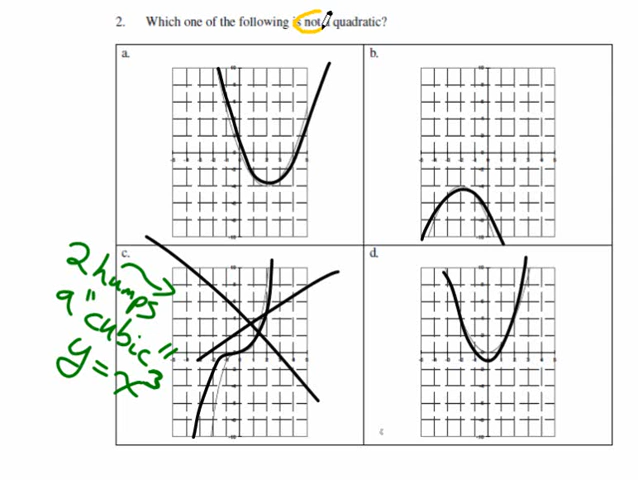 2. Which one of the following is not a quadratic?
a.
b.
c.
d.
2 humps
a "cubic"
y = x³